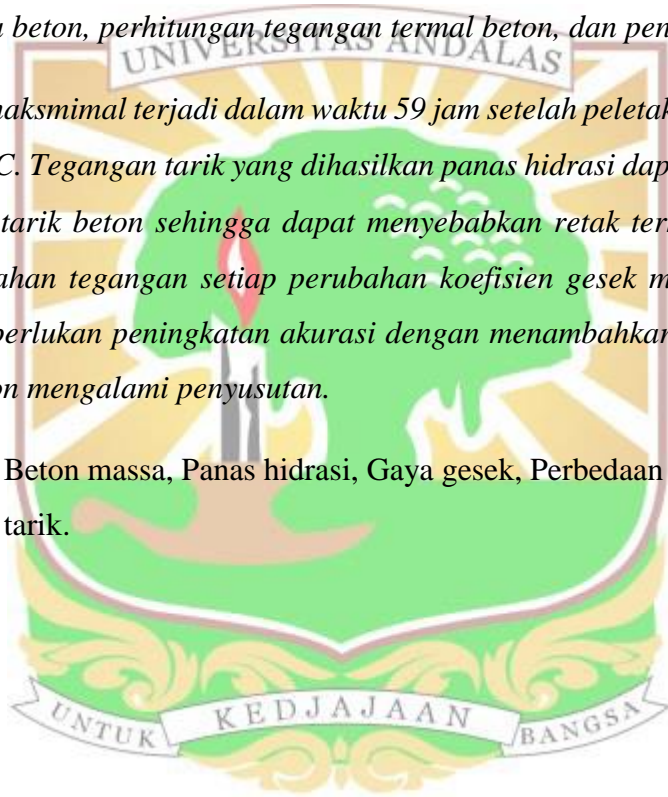 beton, perhitungan tegangan termal beton, dan pen
UNIVERSITAS ANDALAS
maksmimal terjadi dalam waktu 59 jam setelah peletak
C. Tegangan tarik yang dihasilkan panas hidrasi dap
tarik beton sehingga dapat menyebabkan retak ter
ahan tegangan setiap perubahan koefisien gesek m
perlukan peningkatan akurasi dengan menambahkan
on mengalami penyusutan.
Beton massa, Panas hidrasi, Gaya gesek, Perbedaan
tarik.
UNTUK KEDJAJAAN BANGSA